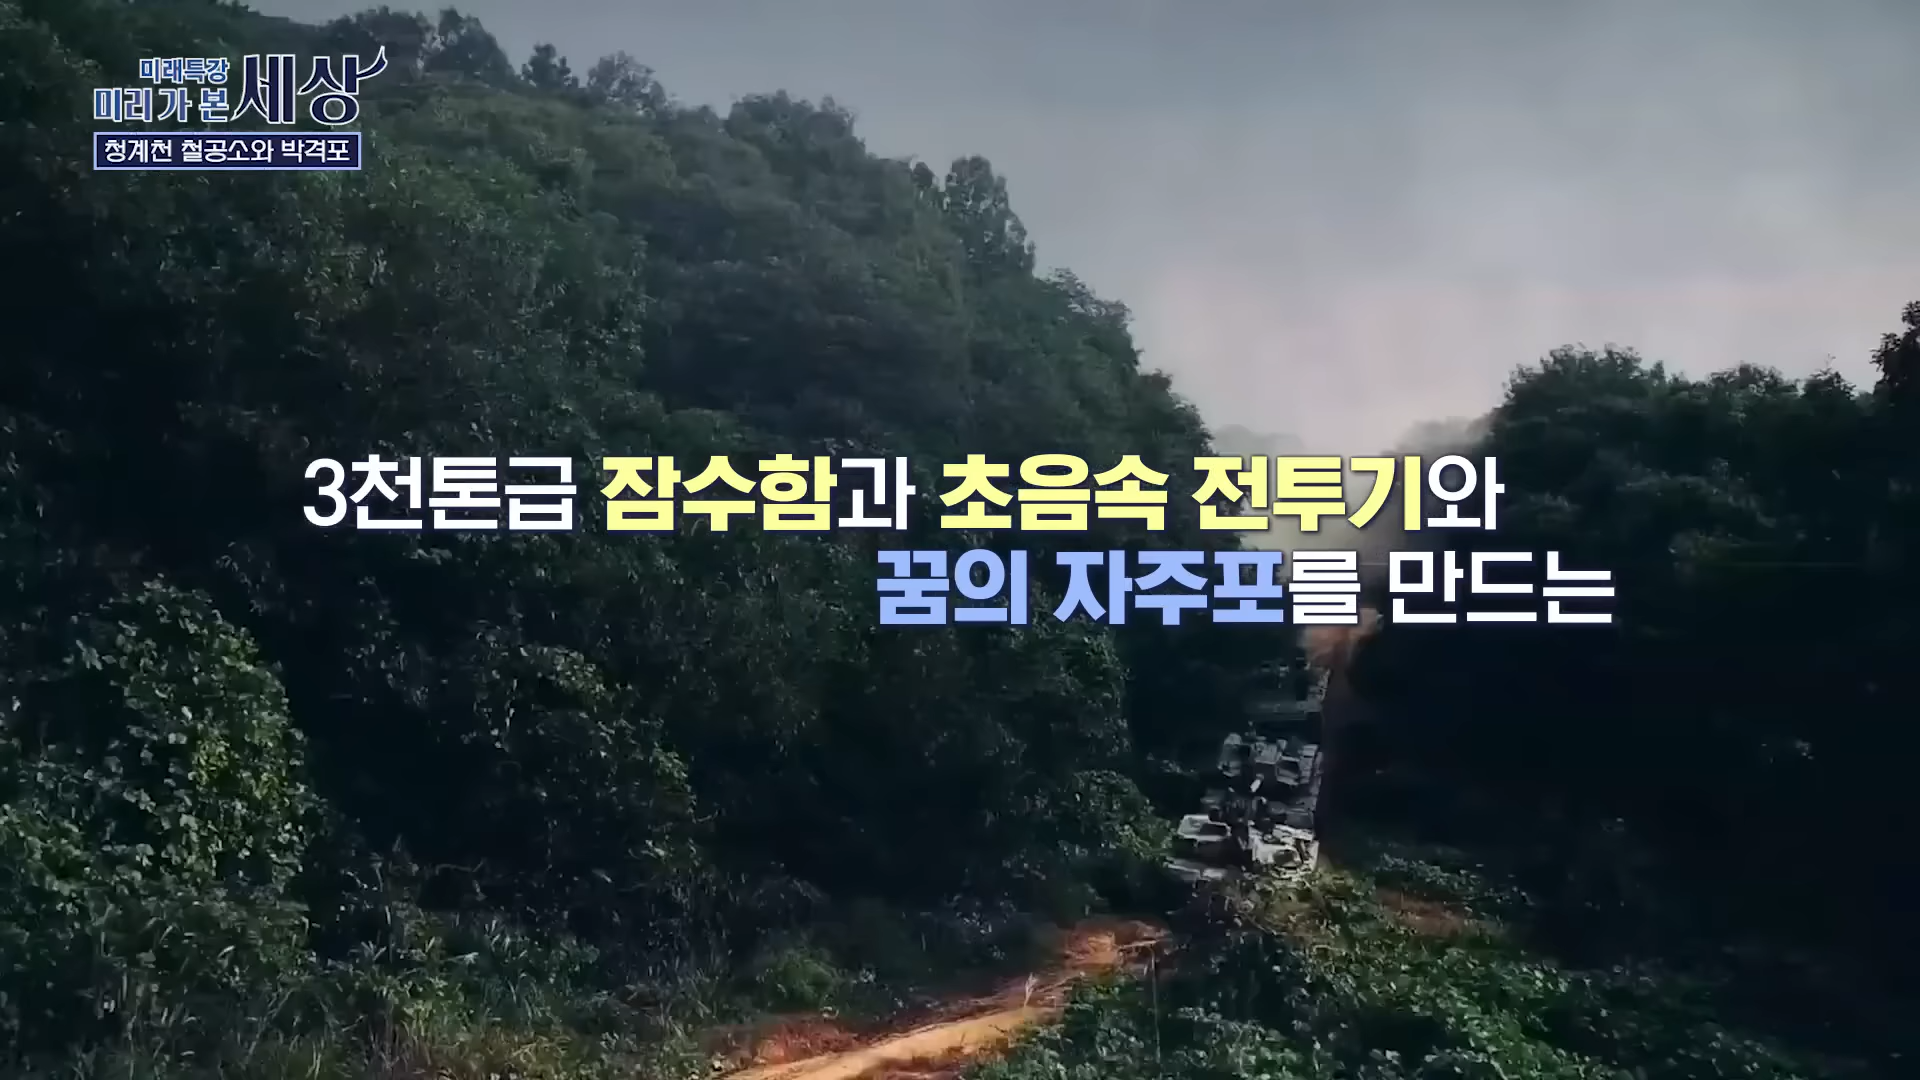 미래특강
미리 가 본 세상
청계천 철공소와 박격포
3천톤급 잠수함과 초음속 전투기와
꿈의 자주포를 만드는